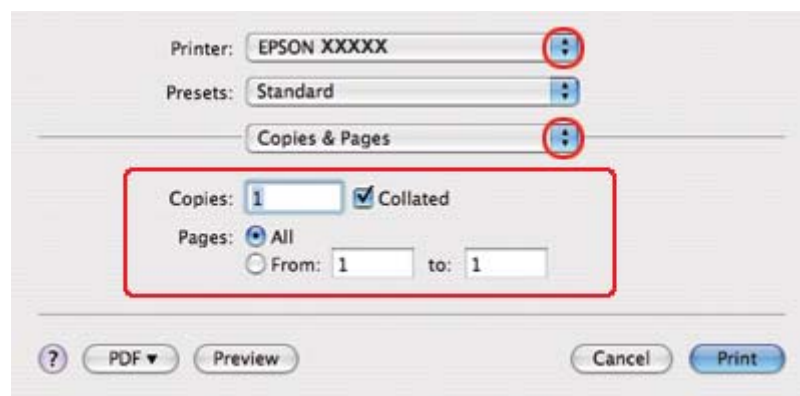 Printer: EPSON XXXXX
Presets: Standard
Copies & Pages
Copies: 1 Collated
Pages: All
From: 1 to: 1
? PDF▼ Preview Cancel Print